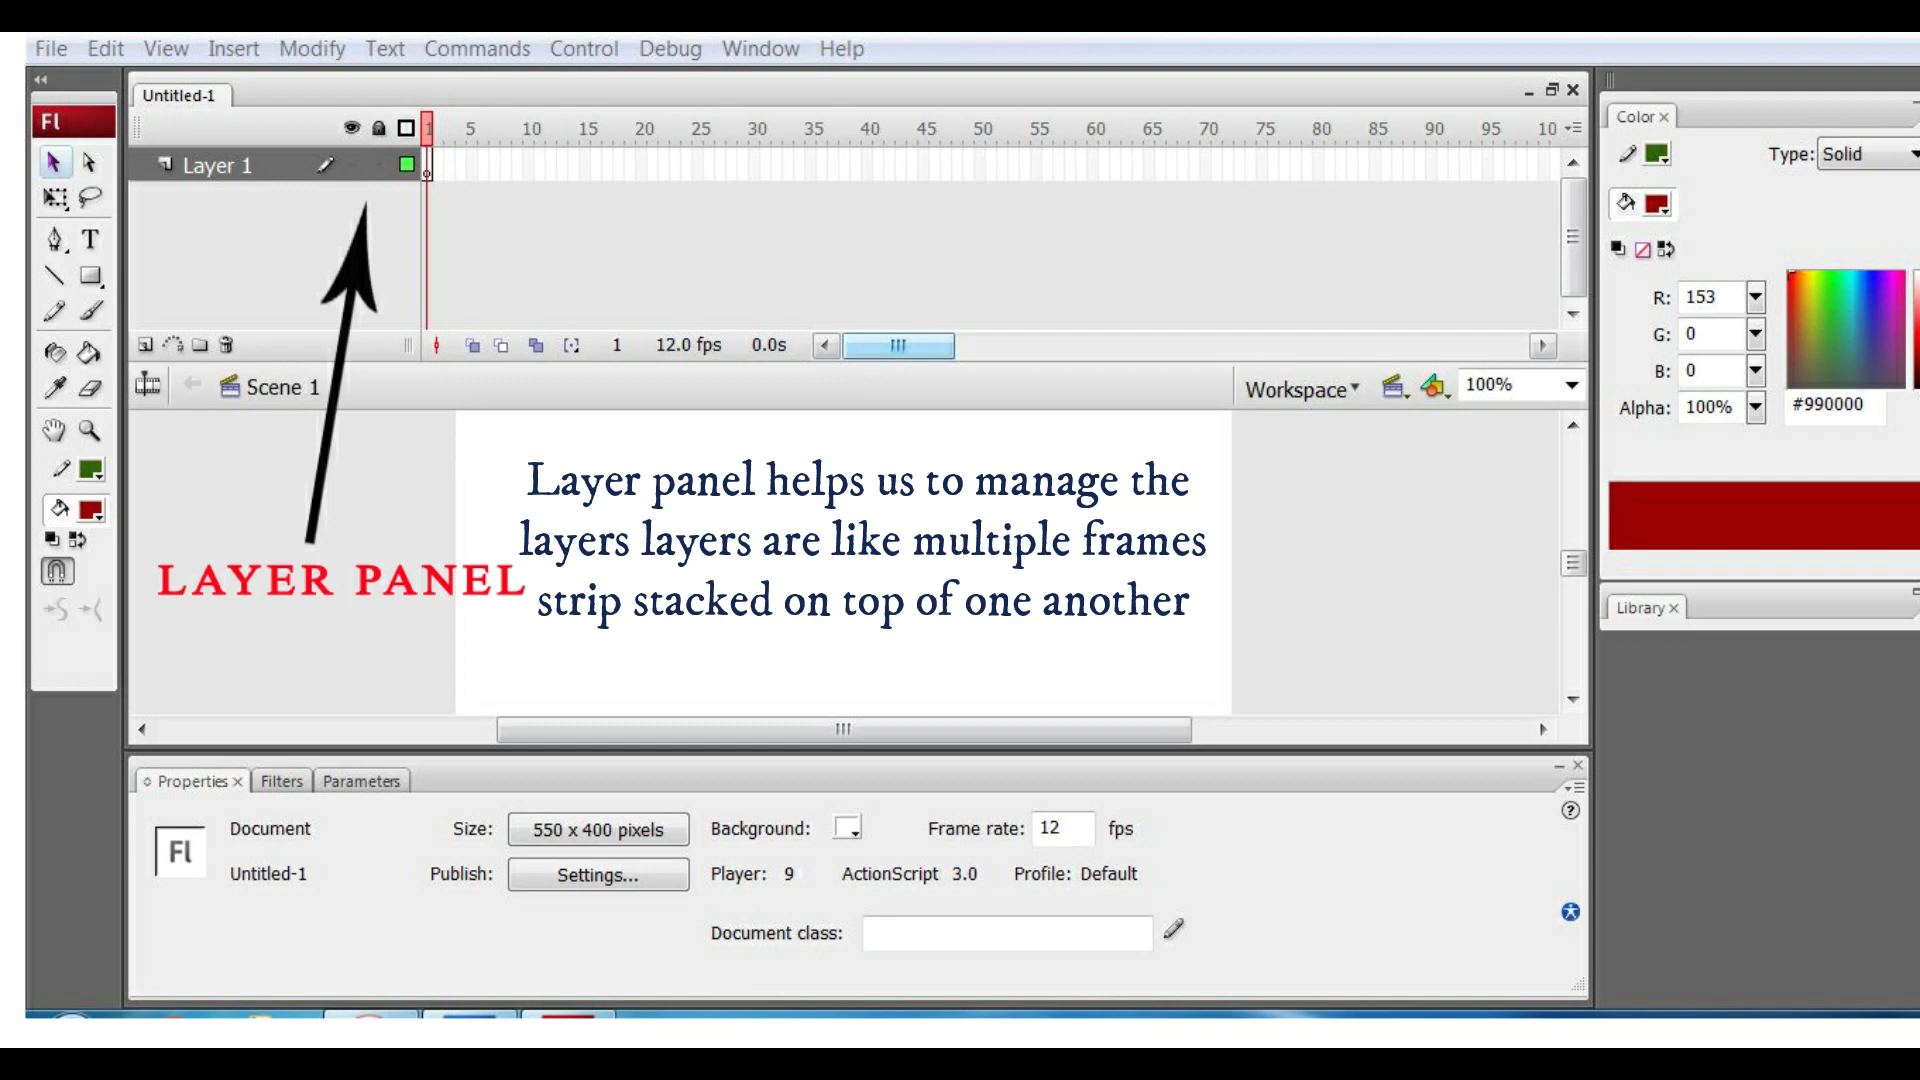 File Edit View Insert Modify Text Commands Control Debug Window Help
Untitled-1
Fl
1 5 10 15 20 25 30 35 40 45 50 55 60 65 70 75 80 85 90 95 10
Layer 1
1 12.0 fps 0.0s
Scene 1
Workspace 100%
Layer panel helps us to manage the
layers layers are like multiple frames
strip stacked on top of one another
LAYER PANEL
Properties Filters Parameters
Fl
Document
Untitled-1
Size: 550 x 400 pixels Background: Frame rate: 12 fps
Publish: Settings... Player: 9 ActionScript 3.0 Profile: Default
Document class:
Color
Type: Solid
R: 153
G: 0
B: 0
Alpha: 100% #990000
Library